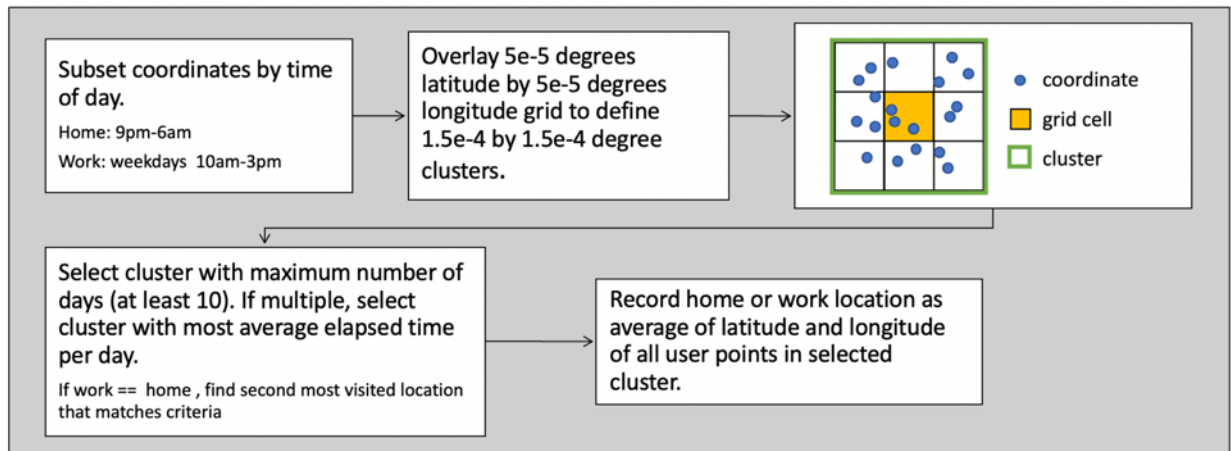 Subset coordinates by time
of day.
Home: 9pm-6am
Work: weekdays  10am-3pm
Overlay 5e-5 degrees
latitude by 5e-5 degrees
longitude grid to define
1.5e-4 by 1.5e-4 degree
clusters.
coordinate
grid cell
cluster
Select cluster with maximum number of
days (at least 10). If multiple, select
cluster with most average elapsed time
per day.
If work ==  home , find second most visited location
that matches criteria
Record home or work location as
average of latitude and longitude
of all user points in selected
cluster.